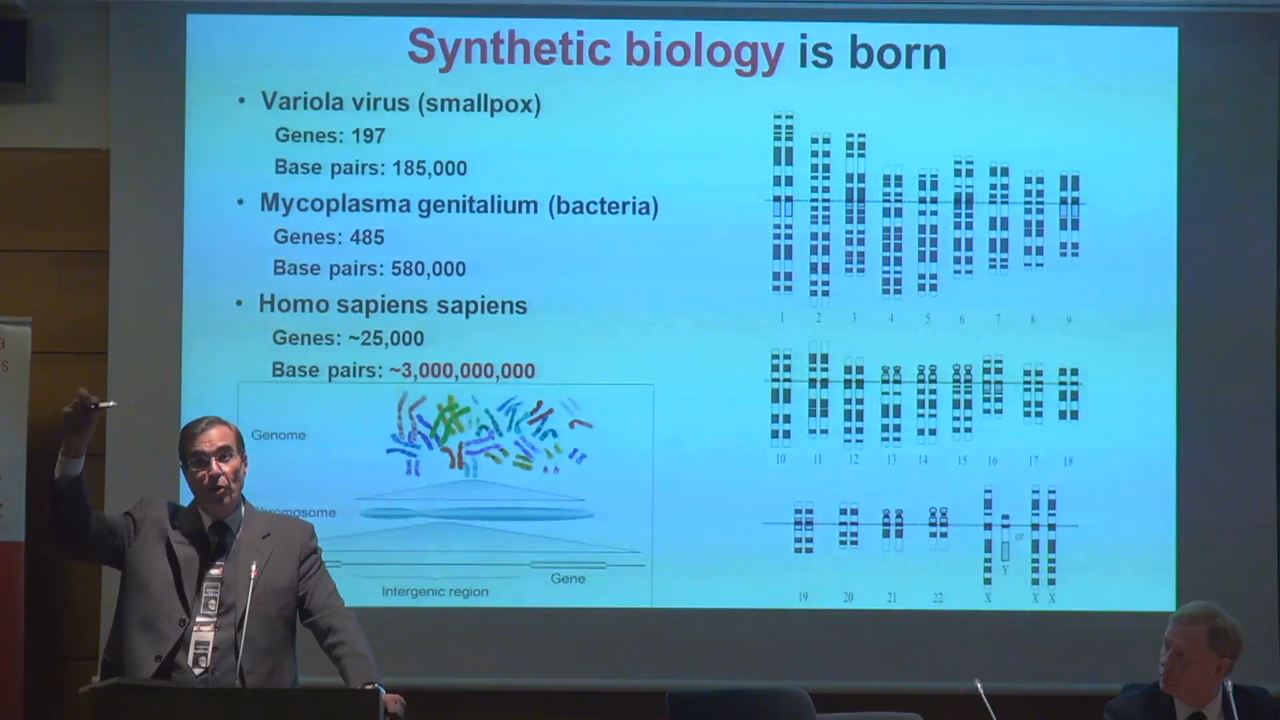 Synthetic biology is born
• Variola virus (smallpox)
Genes: 197
Base pairs: 185,000
• Mycoplasma genitalium (bacteria)
Genes: 485
Base pairs: 580,000
• Homo sapiens sapiens
Genes: ~25,000
Base pairs: ~3,000,000,000
Genome
Chromosome
Gene
Intergenic region
1 2 3 4 5 6 7 8 9
10 11 12 13 14 15 16 17 18
or
Y
19 20 21 22 X X X